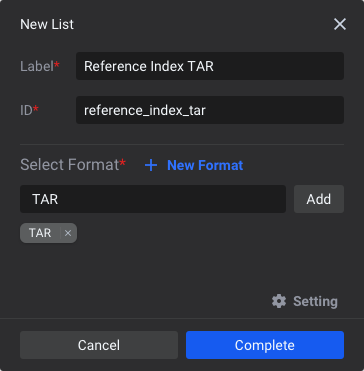 New List
Label* Reference Index TAR
ID* reference_index_tar
Select Format* + New Format
TAR Add
TAR ×
Setting
Cancel Complete